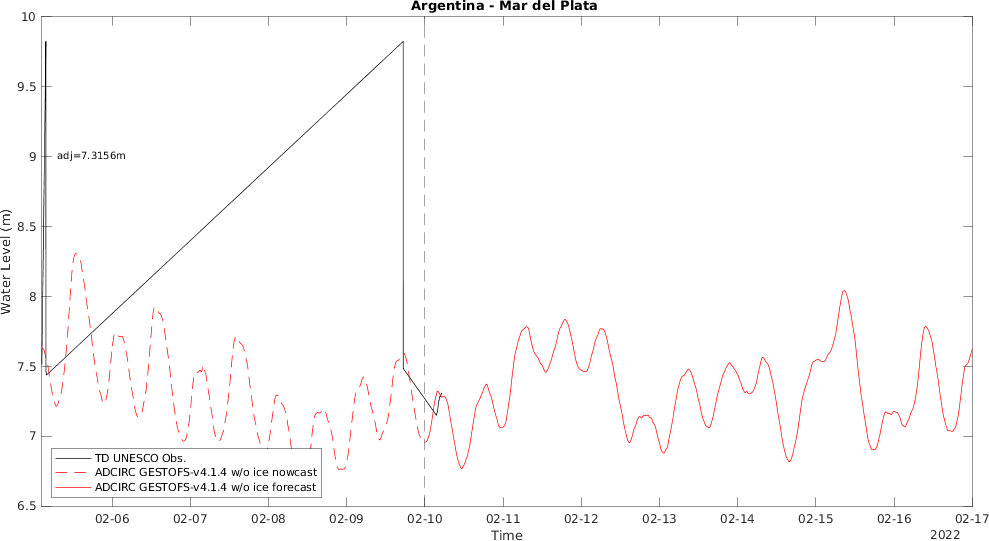 Argentina - Mar del Plata
10
9.5
9
8.5
8
7.5
7
6.5
Water Level (m)
adj=7.3156m
TD UNESCO Obs.
ADCIRC GESTOFS-v4.1.4 w/o ice nowcast
ADCIRC GESTOFS-v4.1.4 w/o ice forecast
02-06 02-07 02-08 02-09 02-10 02-11 02-12 02-13 02-14 02-15 02-16 02-17
Time
2022